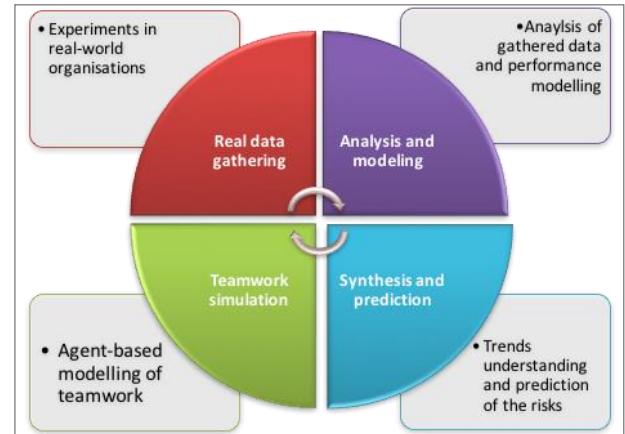 • Experiments in
real-world
organisations
• Anaylsis of
gathered data
and performance
modelling
Real data
gathering
Analysis and
modeling
Teamwork
simulation
Synthesis and
prediction
• Agent-based
modelling of
teamwork
• Trends
understanding
and prediction
of the risks